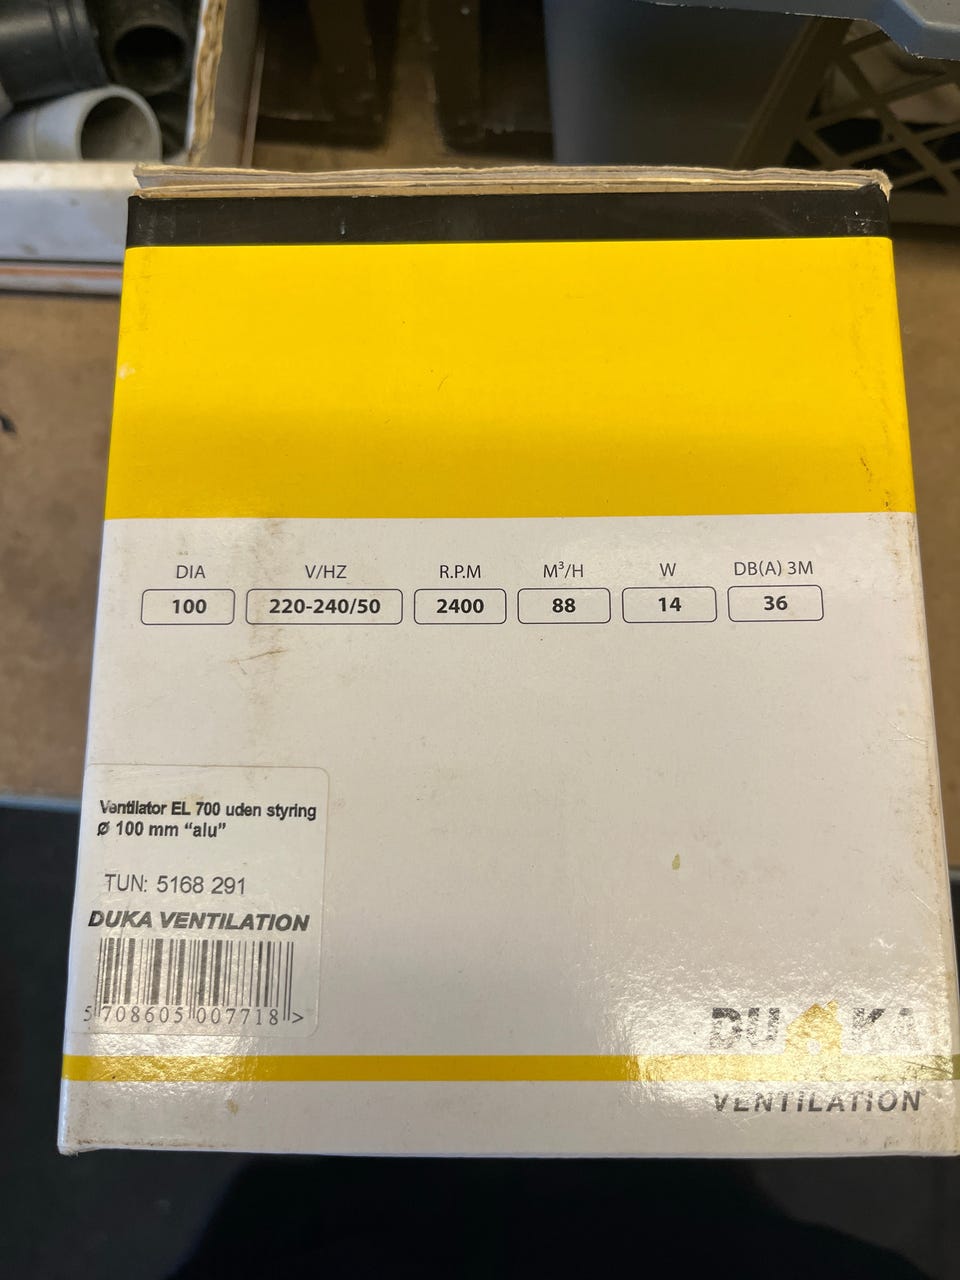 DIA V/HZ R.P.M M³/H W DB(A) 3M
100 220-240/50 2400 88 14 36
Ventilator EL 700 uden styring
Ø 100 mm “alu”
TUN: 5168 291
DUKA VENTILATION
5 708605 007718 >
DUKA
VENTILATION